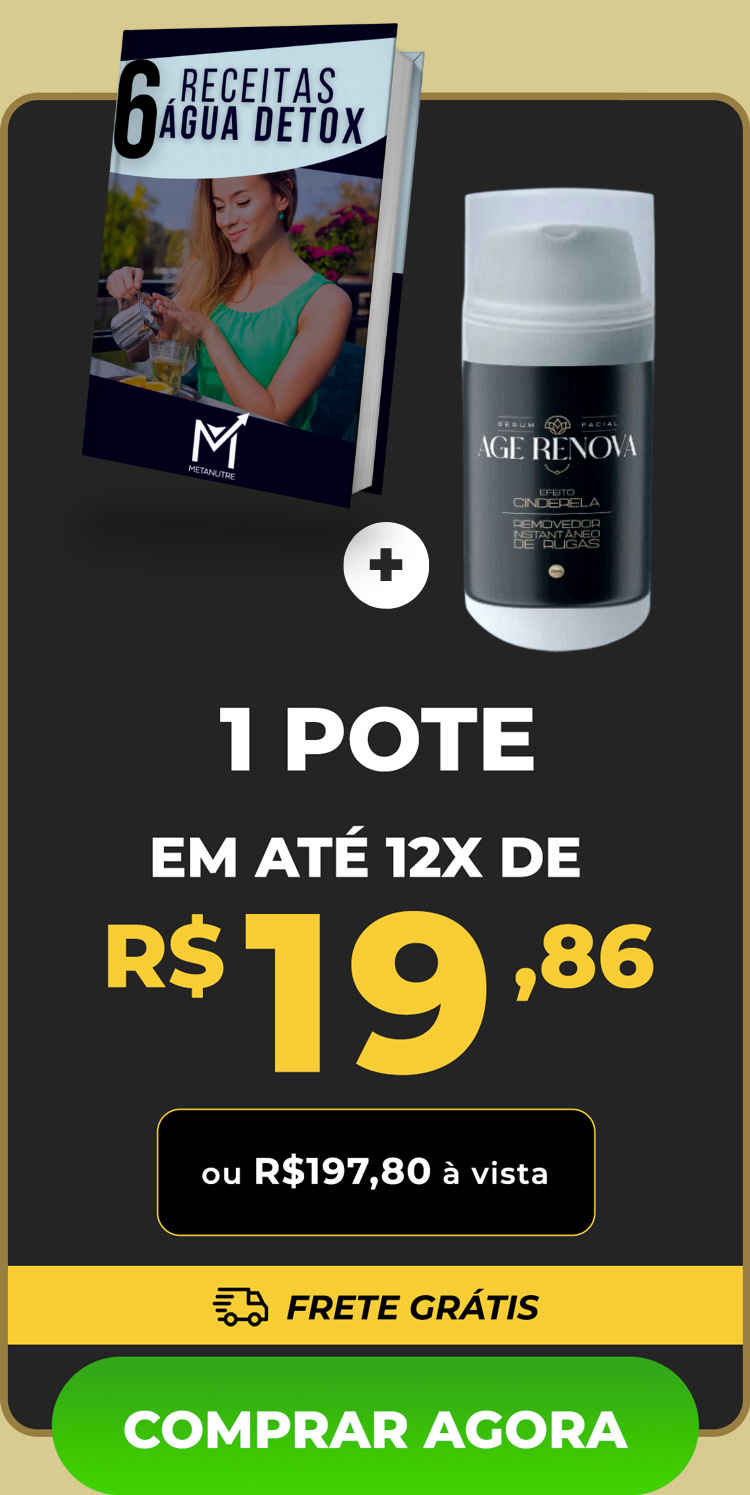 6 RECEITAS
ÁGUA DETOX
METANUTRE
SERUM FACIAL
AGE RENOVA
EFEITO
CINDERELA
REMOVEDOR
INSTANTÂNEO
DE RUGAS
+
1 POTE
EM ATÉ 12X DE
R$19,86
ou R$197,80 à vista
FRETE GRÁTIS
COMPRAR AGORA